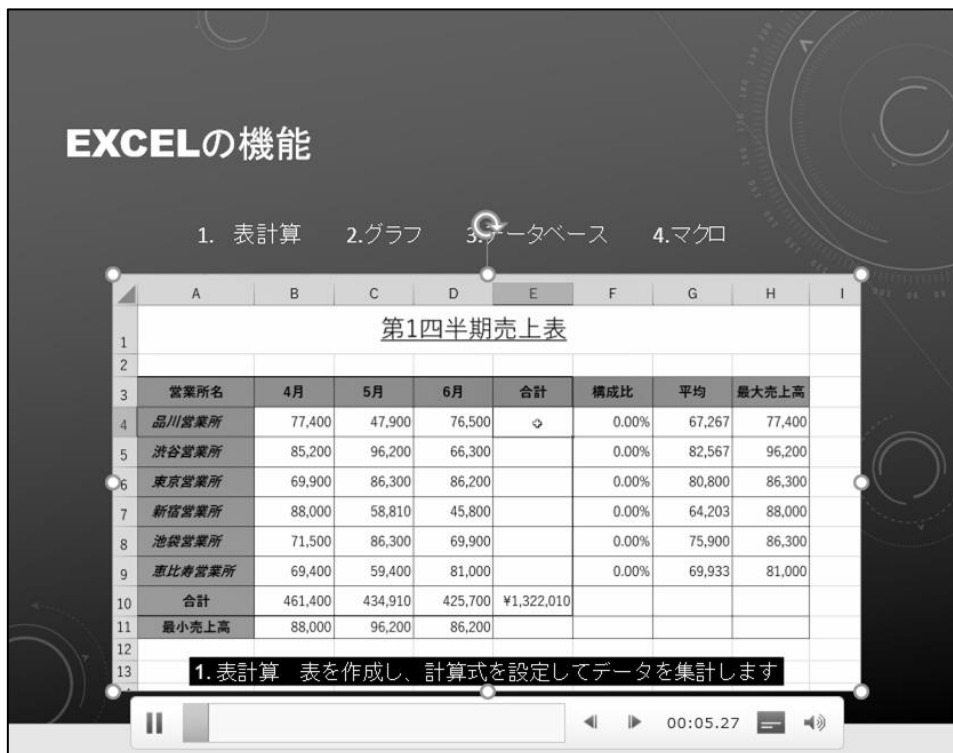 EXCELの機能
1. 表計算 2.グラフ 3.データベース 4.マクロ
A B C D E F G H I
1 第1四半期売上表
2
3 営業所名 4月 5月 6月 合計 構成比 平均 最大売上高
4 品川営業所 77,400 47,900 76,500 0.00% 67,267 77,400
5 渋谷営業所 85,200 96,200 66,300 0.00% 82,567 96,200
6 東京営業所 69,900 86,300 86,200 0.00% 80,800 86,300
7 新宿営業所 88,000 58,810 45,800 0.00% 64,203 88,000
8 池袋営業所 71,500 86,300 69,900 0.00% 75,900 86,300
9 恵比寿営業所 69,400 59,400 81,000 0.00% 69,933 81,000
10 合計 461,400 434,910 425,700 ¥1,322,010
11 最小売上高 88,000 96,200 86,200
12
13 1. 表計算 表を作成し、計算式を設定してデータを集計します
00:05.27